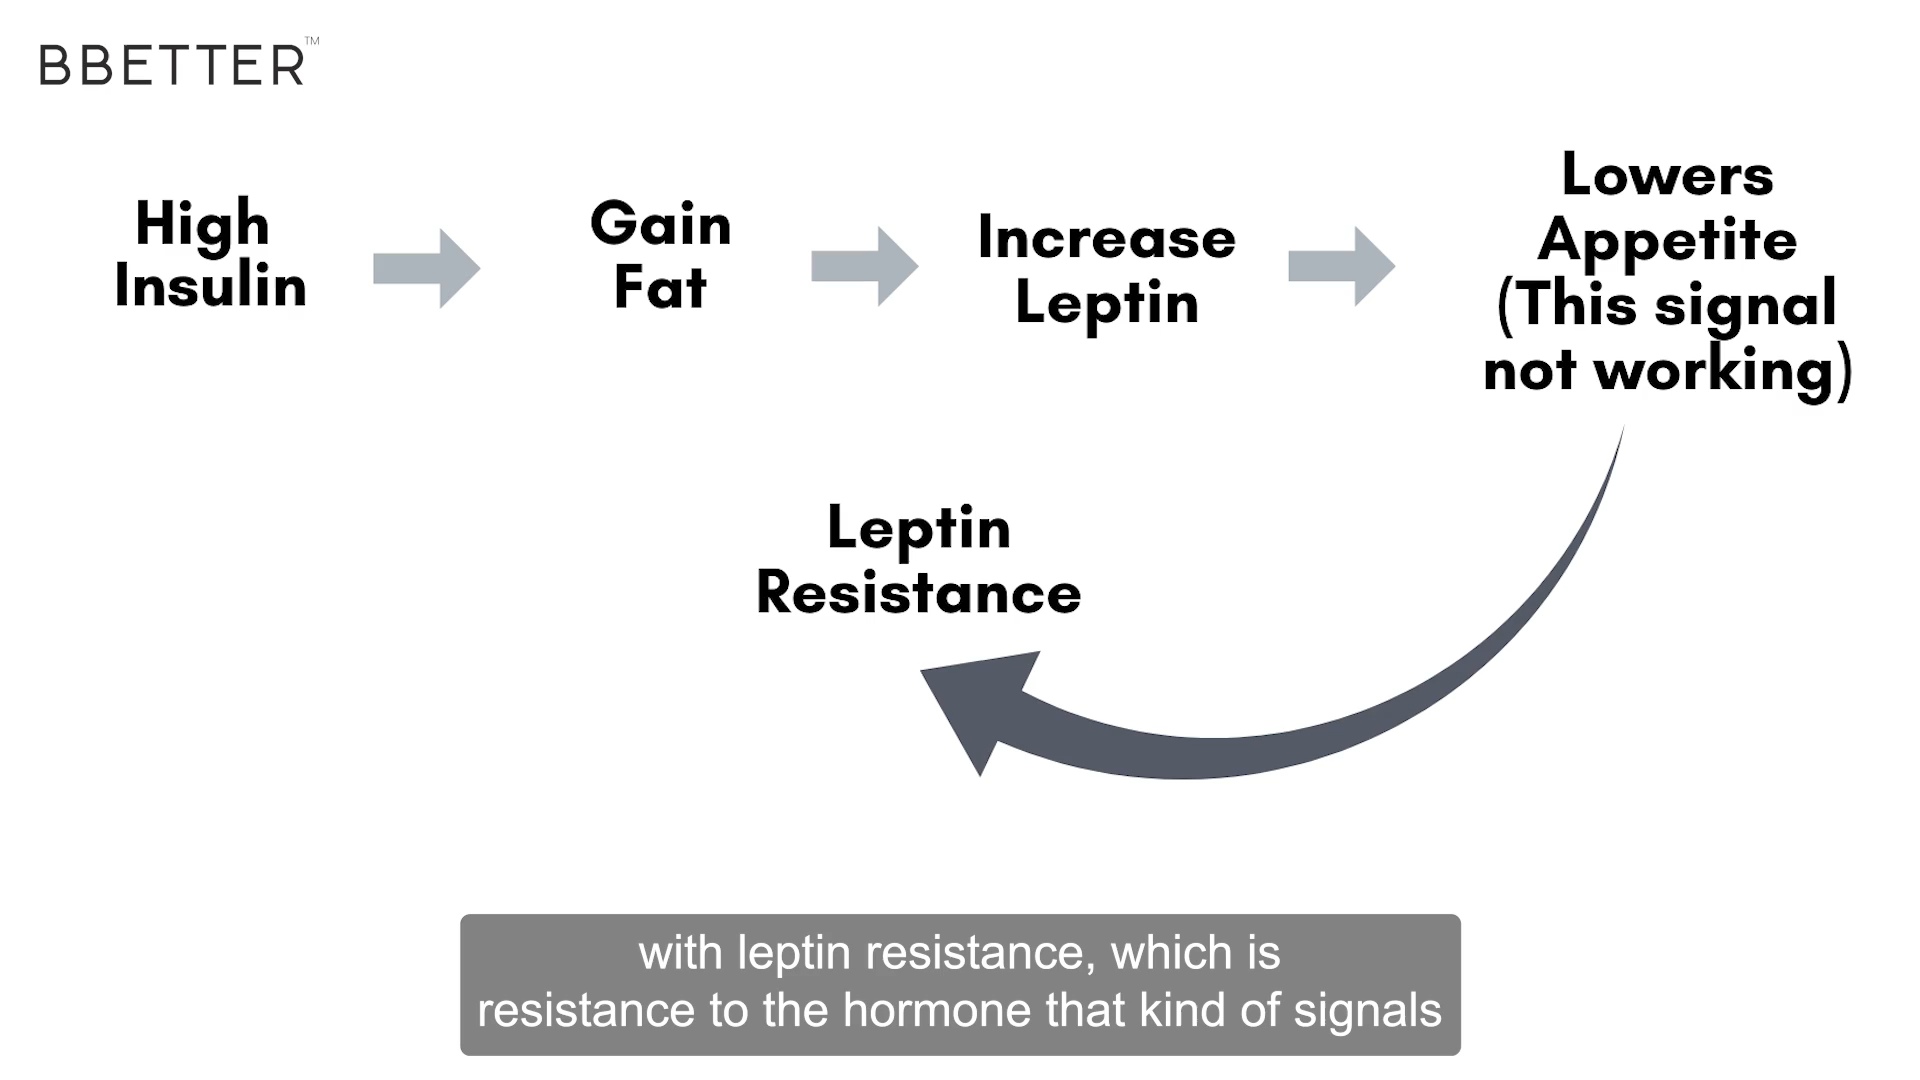 BBETTER™
High
Insulin
Gain
Fat
Increase
Leptin
Lowers
Appetite
(This signal
not working)
Leptin
Resistance
with leptin resistance, which is
resistance to the hormone that kind of signals